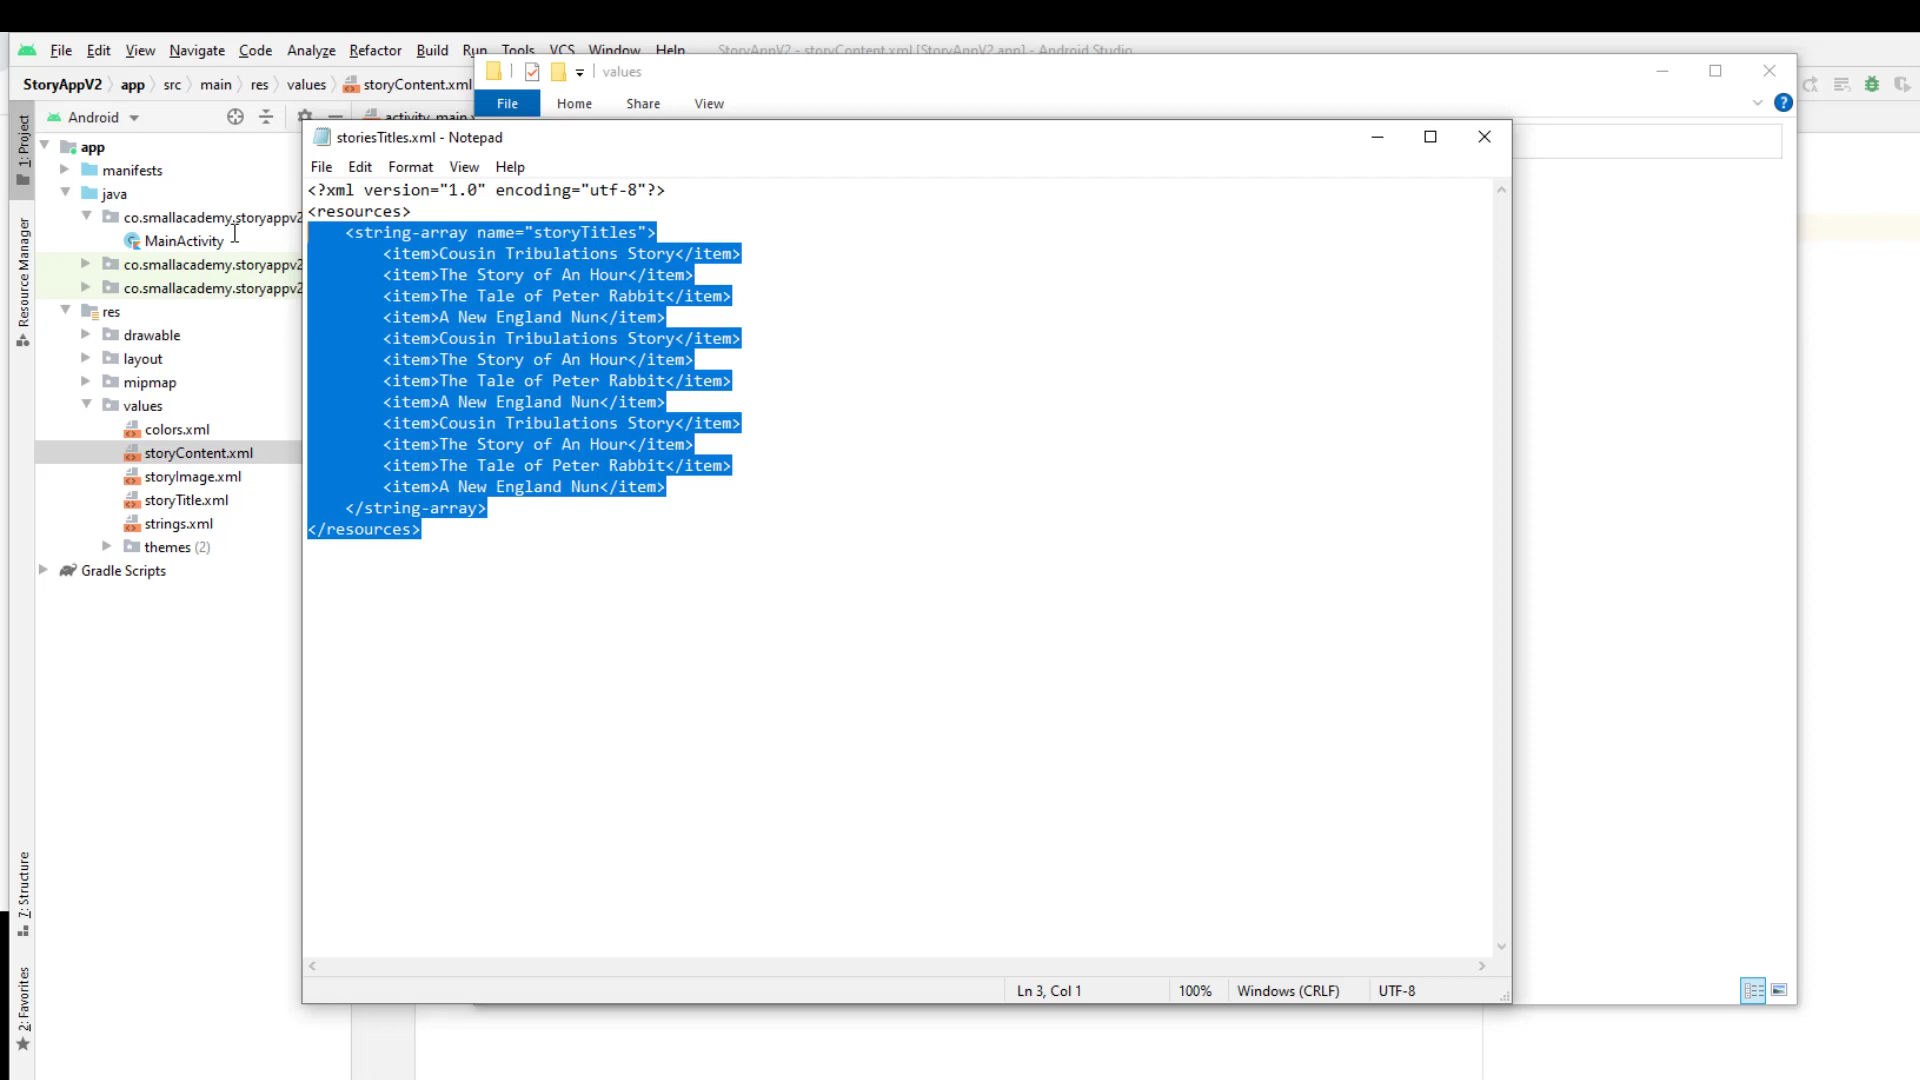 File Edit View Navigate Code Analyze Refactor Build Run Tools VCS Window Help StoryAppV2 - storyContent.xml [StoryAppV2.app] - Android Studio
StoryAppV2 app src main res values storyContent.xml
values
File Home Share View
Android
activity_main
1: Project
Resource Manager
7: Structure
2: Favorites
app
manifests
java
co.smallacademy.storyappv2
MainActivity
co.smallacademy.storyappv2
co.smallacademy.storyappv2
res
drawable
layout
mipmap
values
colors.xml
storyContent.xml
storyImage.xml
storyTitle.xml
strings.xml
themes (2)
Gradle Scripts
storiesTitles.xml - Notepad
File Edit Format View Help
<?xml version="1.0" encoding="utf-8"?>
<resources>
<string-array name="storyTitles">
<item>Cousin Tribulations Story</item>
<item>The Story of An Hour</item>
<item>The Tale of Peter Rabbit</item>
<item>A New England Nun</item>
<item>Cousin Tribulations Story</item>
<item>The Story of An Hour</item>
<item>The Tale of Peter Rabbit</item>
<item>A New England Nun</item>
<item>Cousin Tribulations Story</item>
<item>The Story of An Hour</item>
<item>The Tale of Peter Rabbit</item>
<item>A New England Nun</item>
</string-array>
</resources>
Ln 3, Col 1 100% Windows (CRLF) UTF-8